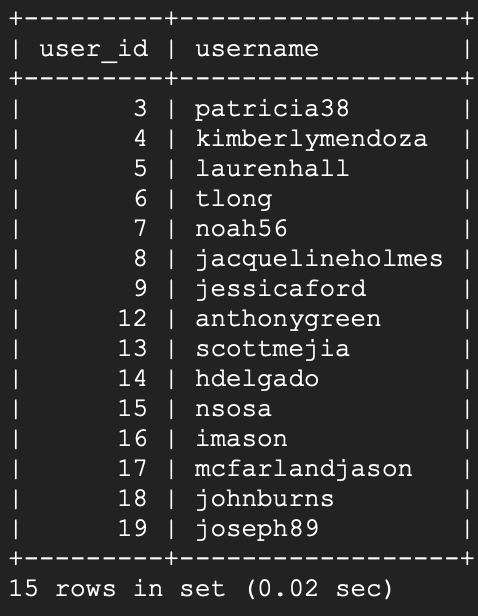 +---------+------------------+
| user_id | username         |
+---------+------------------+
|       3 | patricia38       |
|       4 | kimberlymendoza  |
|       5 | laurenhall       |
|       6 | tlong            |
|       7 | noah56           |
|       8 | jacquelineholmes |
|       9 | jessicaford      |
|      12 | anthonygreen     |
|      13 | scottmejia       |
|      14 | hdelgado         |
|      15 | nsosa            |
|      16 | imason           |
|      17 | mcfarlandjason   |
|      18 | johnburns        |
|      19 | joseph89         |
+---------+------------------+
15 rows in set (0.02 sec)